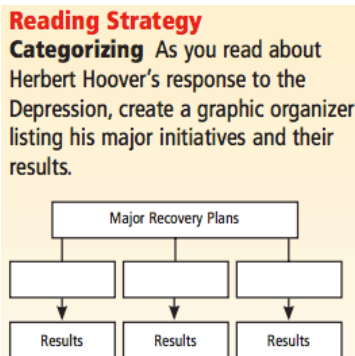 Reading Strategy
Categorizing As you read about
Herbert Hoover's response to the
Depression, create a graphic organizer
listing his major initiatives and their
results.
Major Recovery Plans
Results Results Results